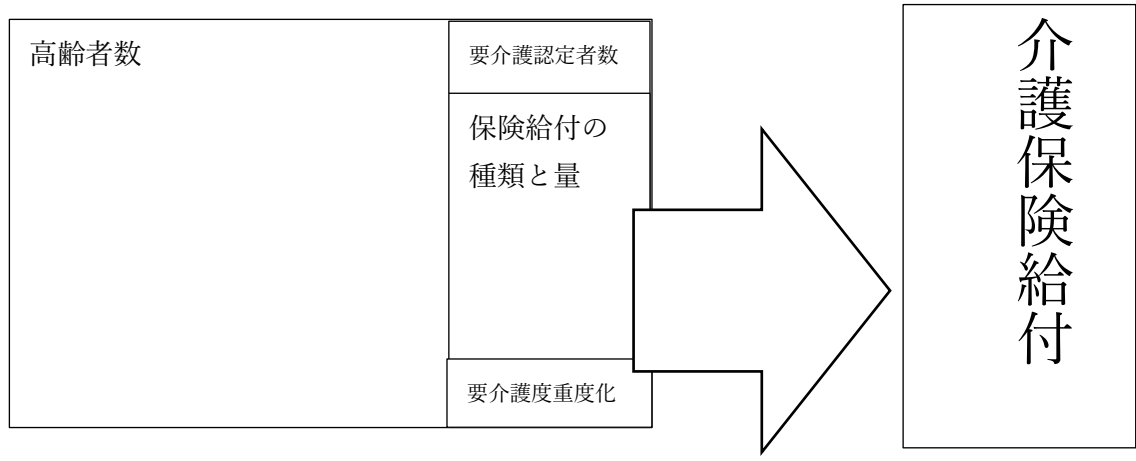 高齢者数
要介護認定者数
保険給付の
種類と量
要介護度重度化
介護保険給付